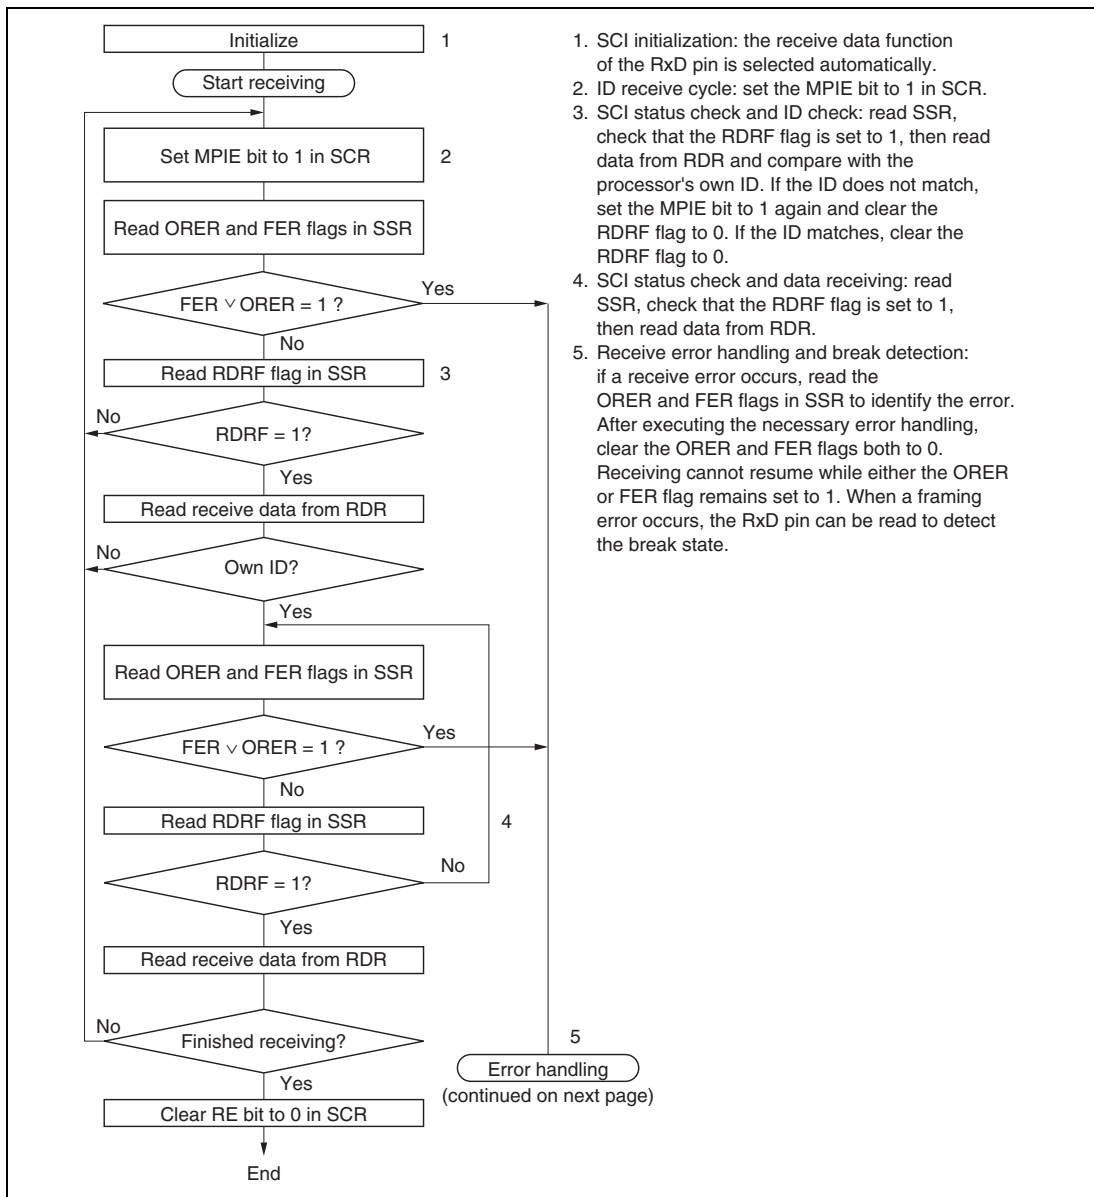 Initialize 1
Start receiving
Set MPIE bit to 1 in SCR 2
Read ORER and FER flags in SSR
FER ∨ ORER = 1 ?
Yes
No
Read RDRF flag in SSR 3
No
RDRF = 1?
Yes
Read receive data from RDR
No
Own ID?
Yes
Read ORER and FER flags in SSR
FER ∨ ORER = 1 ?
Yes
No
Read RDRF flag in SSR 4
RDRF = 1?
No
Yes
Read receive data from RDR
No
Finished receiving?
Yes
Clear RE bit to 0 in SCR
End
5
Error handling
(continued on next page)
1. SCI initialization: the receive data function
of the RxD pin is selected automatically.
2. ID receive cycle: set the MPIE bit to 1 in SCR.
3. SCI status check and ID check: read SSR,
check that the RDRF flag is set to 1, then read
data from RDR and compare with the
processor's own ID. If the ID does not match,
set the MPIE bit to 1 again and clear the
RDRF flag to 0. If the ID matches, clear the
RDRF flag to 0.
4. SCI status check and data receiving: read
SSR, check that the RDRF flag is set to 1,
then read data from RDR.
5. Receive error handling and break detection:
if a receive error occurs, read the
ORER and FER flags in SSR to identify the error.
After executing the necessary error handling,
clear the ORER and FER flags both to 0.
Receiving cannot resume while either the ORER
or FER flag remains set to 1. When a framing
error occurs, the RxD pin can be read to detect
the break state.